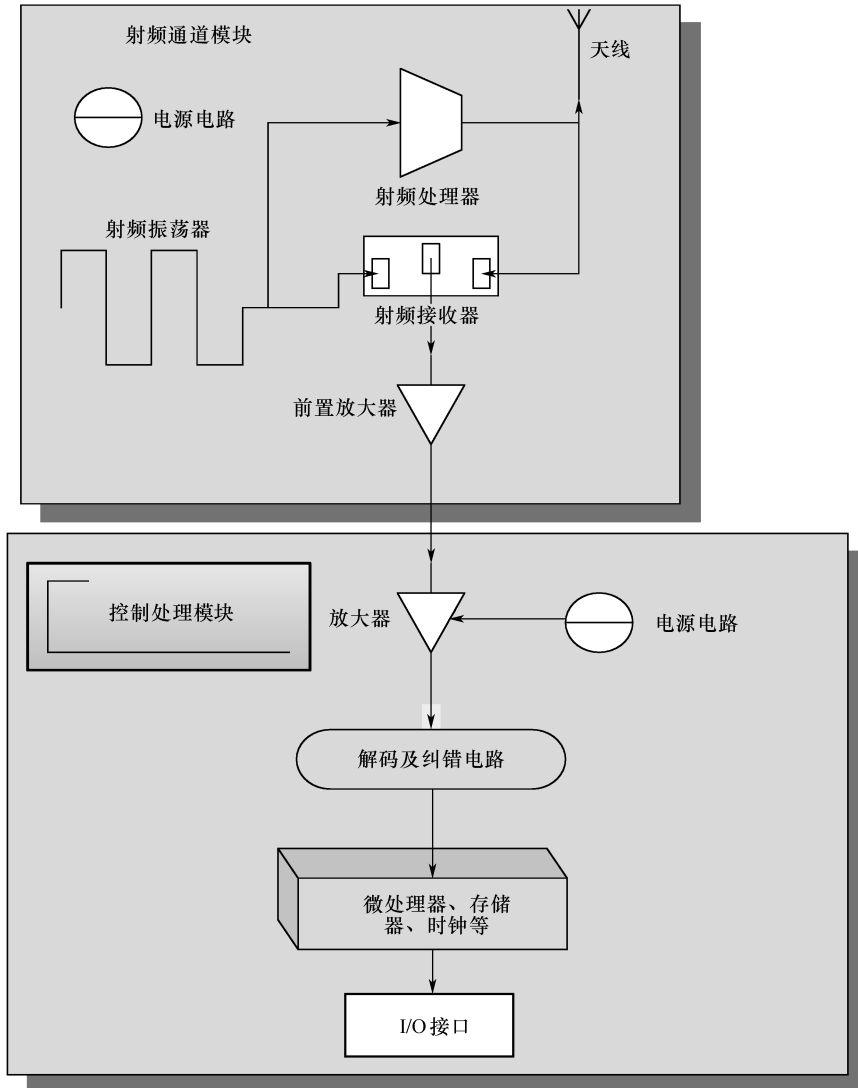 射频通道模块
天线
电源电路
射频处理器
射频振荡器
射频接收器
前置放大器
控制处理模块
放大器
电源电路
解码及纠错电路
微处理器、存储
器、时钟等
I/O接口